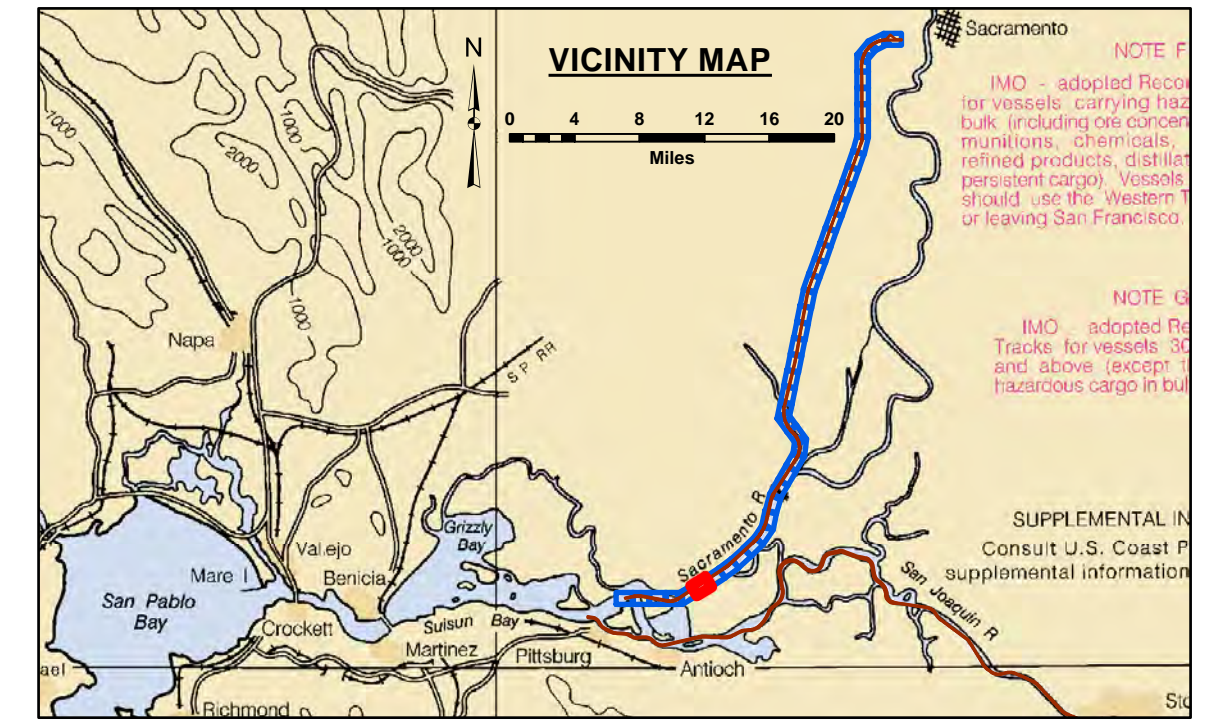 VICINITY MAP
N
0 4 8 12 16 20
Miles
Sacramento
NOTE F
IMO - adopted Recor
for vessels carrying haz
bulk (including ore concen
munitions, chemicals,
refined products, distillat
persistent cargo). Vessels
should use the Western T
or leaving San Francisco.
NOTE G
IMO adopted Re
Tracks for vessels 30
and above (except t
hazardous cargo in bul
1000
2000
1000
2000
1000
1000
Napa
S P RR
Grizzly
Bay
Sacramento R
SUPPLEMENTAL IN
Consult U.S. Coast P
supplemental information
Vallejo
Mare I
Benicia
San Pablo
Bay
Crockett
Suisun Bay
Martinez
Pittsburg
Antioch
San Joaquin R
ael
Richmond
Sto